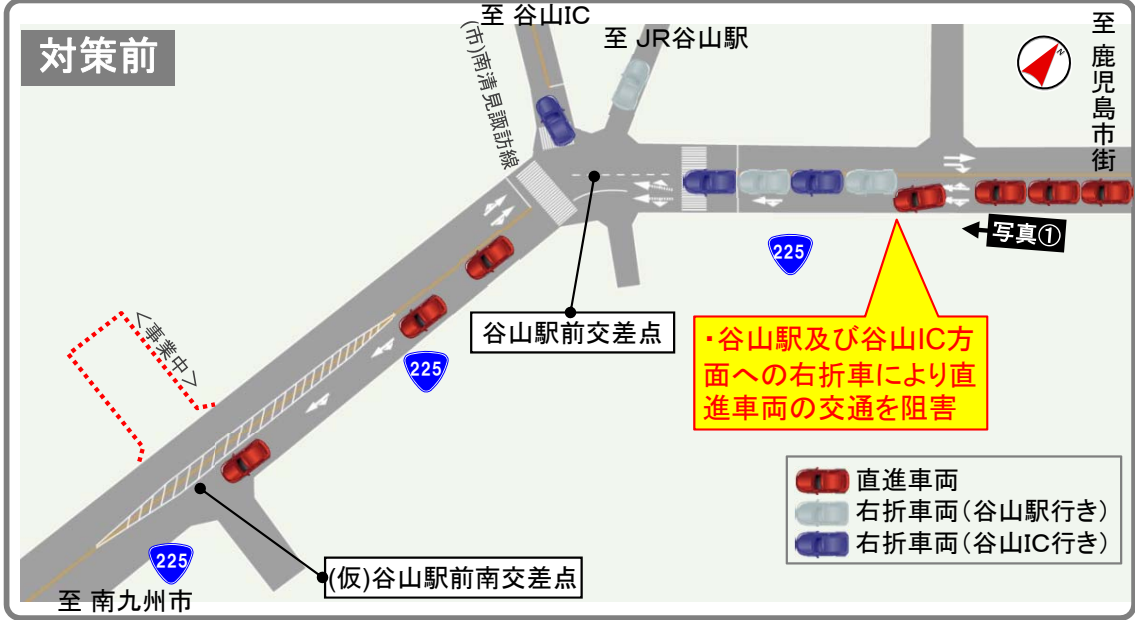 対策前
至 谷山IC
至 JR谷山駅
(市)南清見諏訪線
至 鹿児島市街
N
写真①
225
谷山駅前交差点
・谷山駅及び谷山IC方
面への右折車により直
進車両の交通を阻害
225
<事業中>
直進車両
右折車両(谷山駅行き)
右折車両(谷山IC行き)
225
(仮)谷山駅前南交差点
至 南九州市